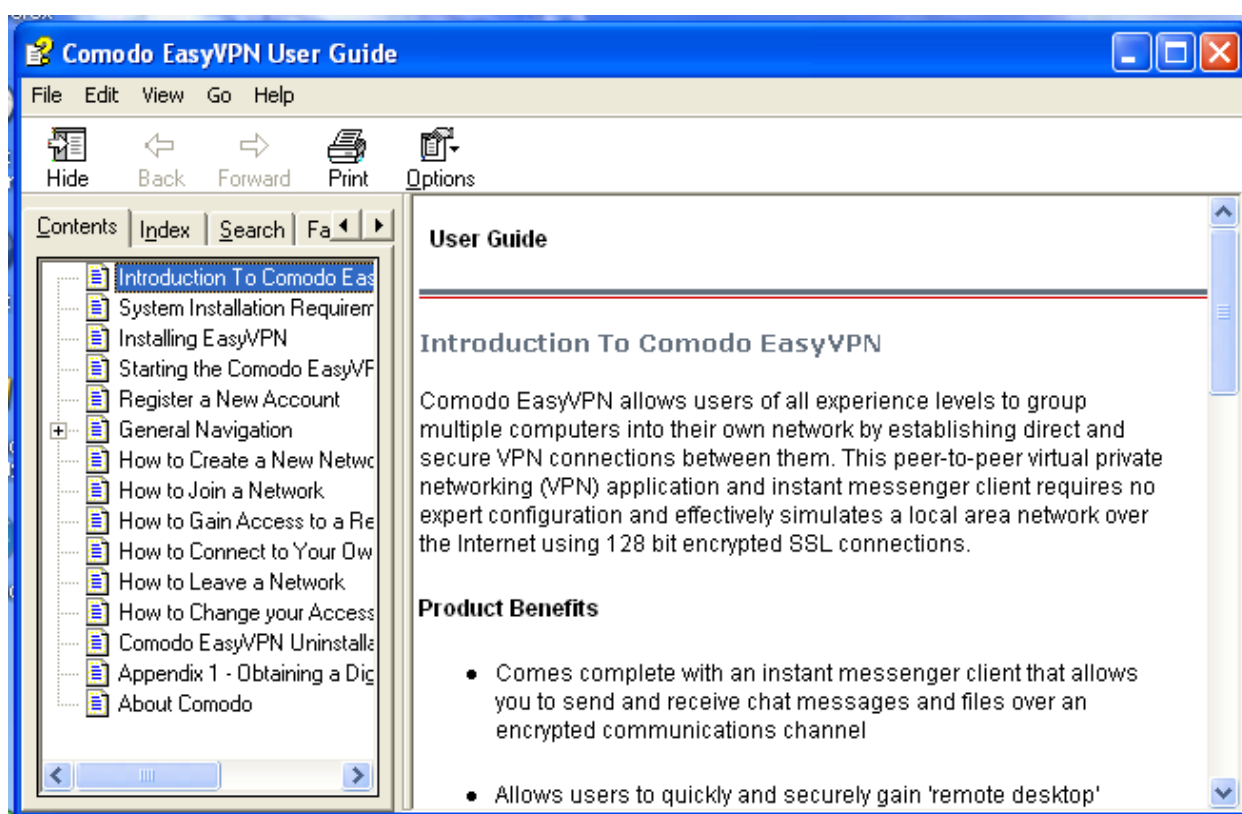 Comodo EasyVPN User Guide
File Edit View Go Help
Hide Back Forward Print Options
Contents Index Search Fa
Introduction To Comodo Eas
System Installation Requirem
Installing EasyVPN
Starting the Comodo EasyVF
Register a New Account
General Navigation
How to Create a New Netwo
How to Join a Network
How to Gain Access to a Re
How to Connect to Your Ow
How to Leave a Network
How to Change your Access
Comodo EasyVPN Uninstalla
Appendix 1 - Obtaining a Dig
About Comodo
User Guide
Introduction To Comodo EasyVPN
Comodo EasyVPN allows users of all experience levels to group
multiple computers into their own network by establishing direct and
secure VPN connections between them. This peer-to-peer virtual private
networking (VPN) application and instant messenger client requires no
expert configuration and effectively simulates a local area network over
the Internet using 128 bit encrypted SSL connections.
Product Benefits
• Comes complete with an instant messenger client that allows
you to send and receive chat messages and files over an
encrypted communications channel
• Allows users to quickly and securely gain 'remote desktop'